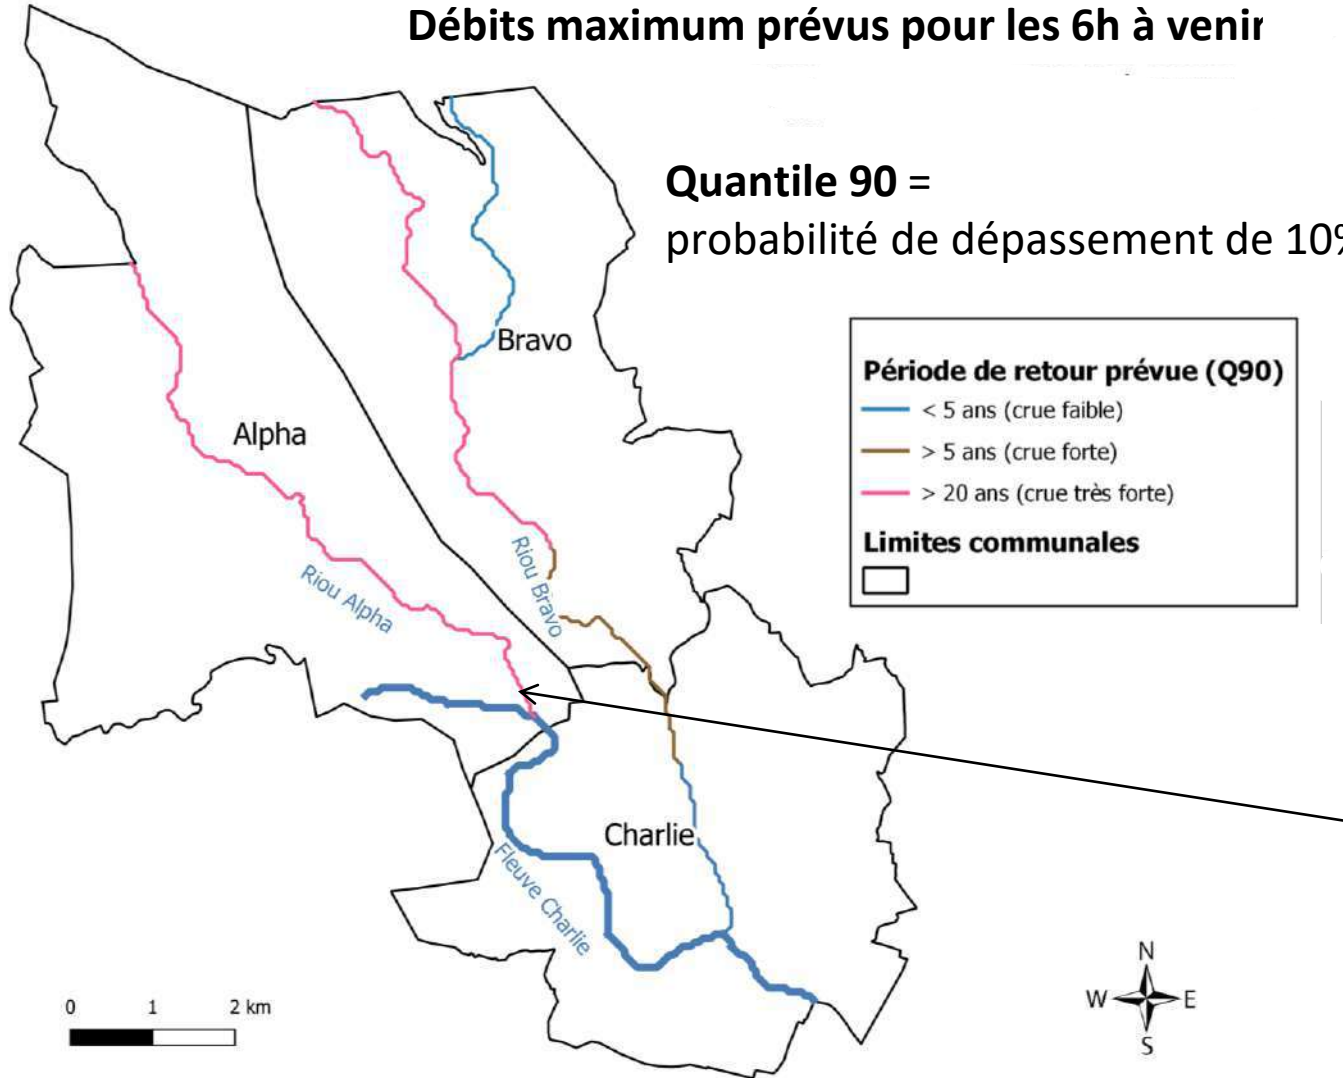 Débits maximum prévus pour les 6h à venir
Quantile 90 =
probabilité de dépassement de 10%
Bravo
Période de retour prévue (Q90)
< 5 ans (crue faible)
> 5 ans (crue forte)
> 20 ans (crue très forte)
Limites communales
Alpha
Riou Bravo
Riou Alpha
Charlie
Fleuve Charlie
0 1 2 km
N
W E
S